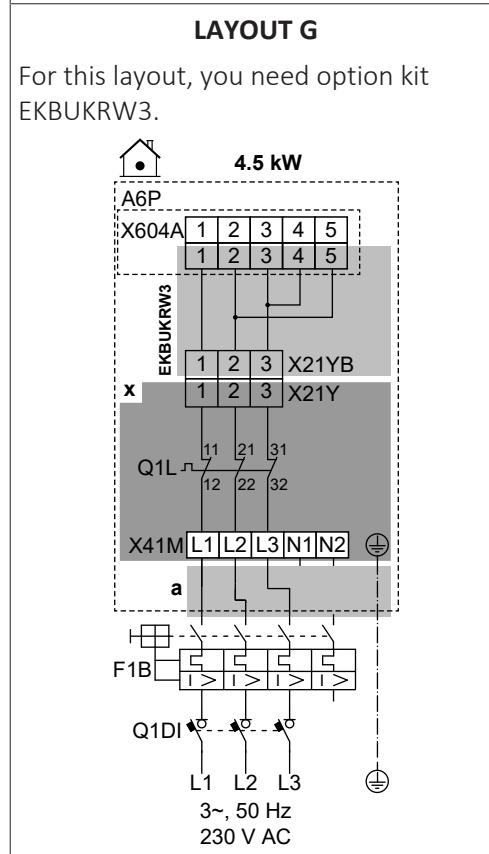 LAYOUT G
For this layout, you need option kit
EKBUKRW3.
4.5 kW
A6P
X604A 1 2 3 4 5
1 2 3 4 5
EKBUKRW3
1 2 3 X21YB
x 1 2 3 X21Y
11 21 31
Q1L
12 22 32
X41M L1 L2 L3 N1 N2
a
F1B
I > I > I > I >
Q1DI
L1 L2 L3
3~, 50 Hz
230 V AC